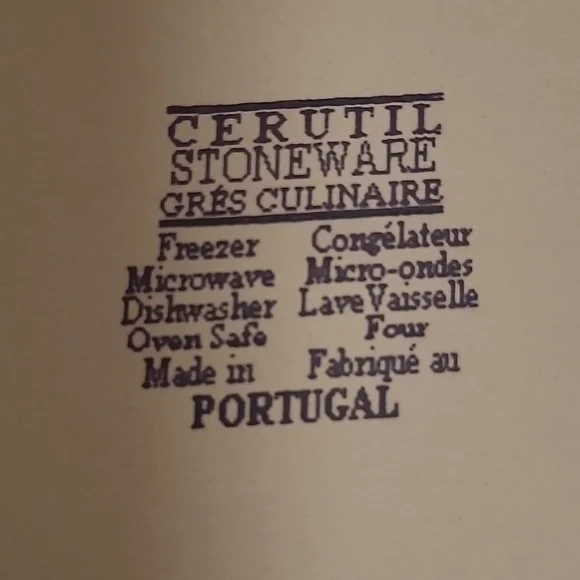 CERUTIL
STONEWARE
GRÉS CULINAIRE
Freezer Congélateur
Microwave Micro-ondes
Dishwasher Lave Vaisselle
Oven Safe Four
Made in Fabriqué au
PORTUGAL